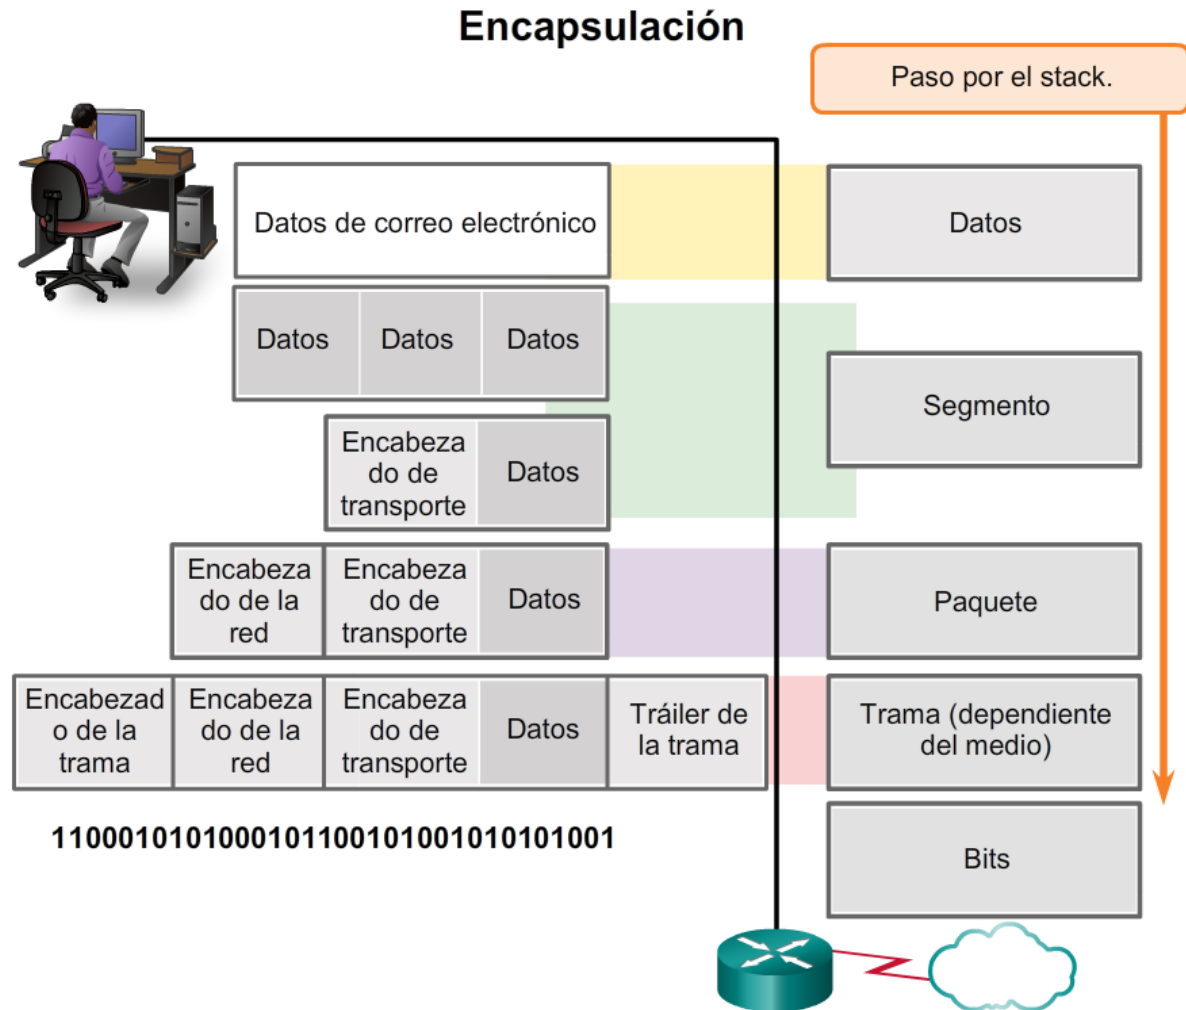 Encapsulación
Paso por el stack.
Datos de correo electrónico
Datos
Datos
Datos
Datos
Segmento
Encabeza
do de
transporte
Datos
Encabeza
do de la
red
Encabeza
do de
transporte
Datos
Paquete
Encabezad
o de la
trama
Encabeza
do de la
red
Encabeza
do de
transporte
Datos
Tráiler de
la trama
Trama (dependiente
del medio)
1100010101000101100101001010101001
Bits